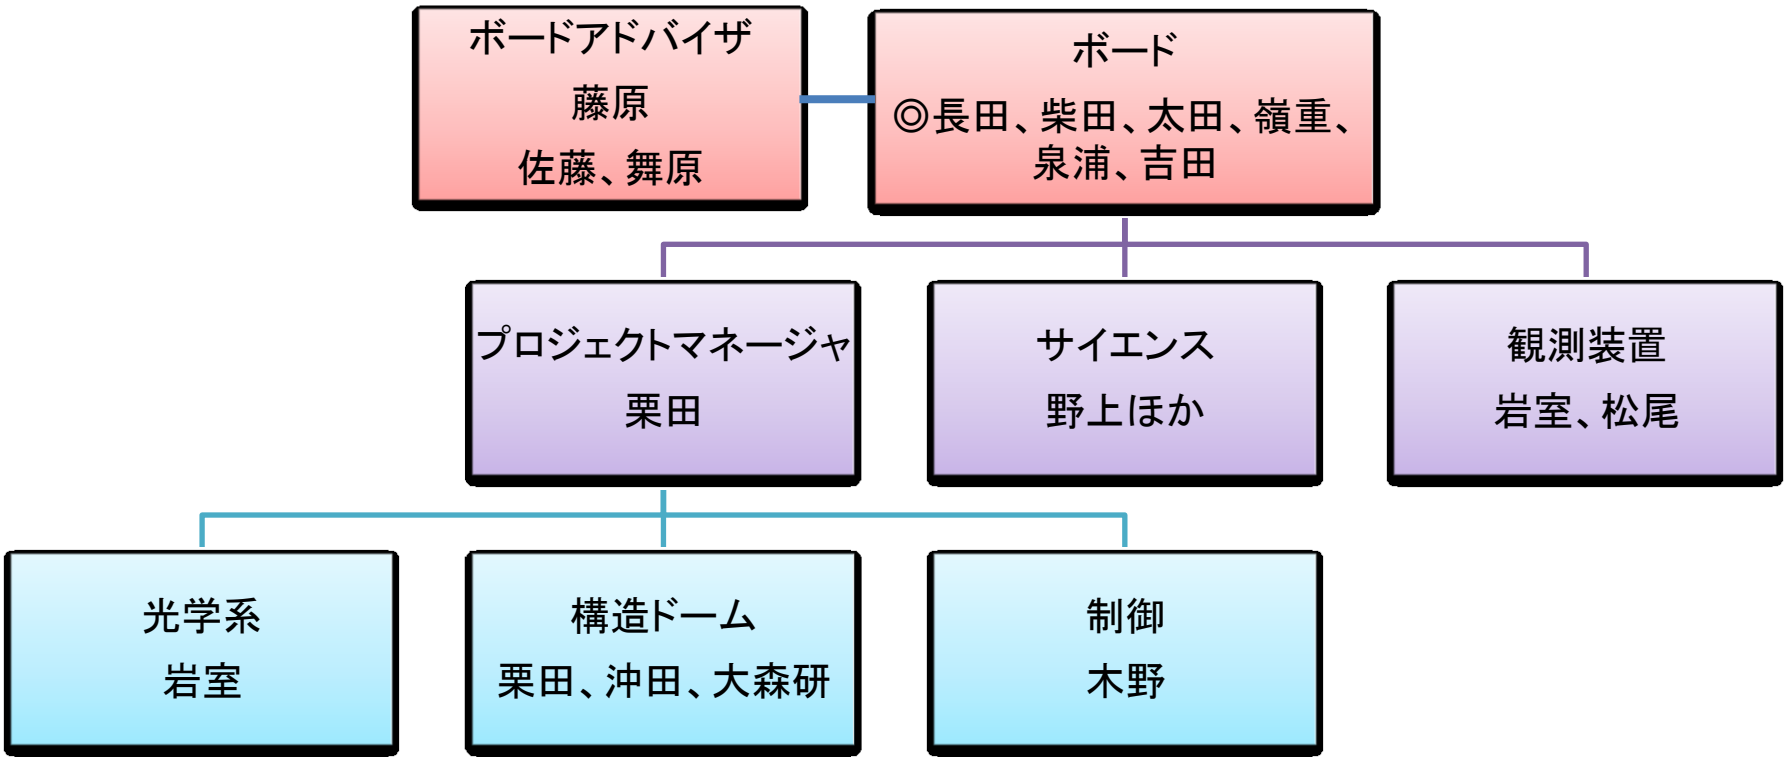 ボードアドバイザ
藤原
佐藤、舞原
ボード
◎長田、柴田、太田、嶺重、
泉浦、吉田
プロジェクトマネージャ
栗田
サイエンス
野上ほか
観測装置
岩室、松尾
光学系
岩室
構造ドーム
栗田、沖田、大森研
制御
木野